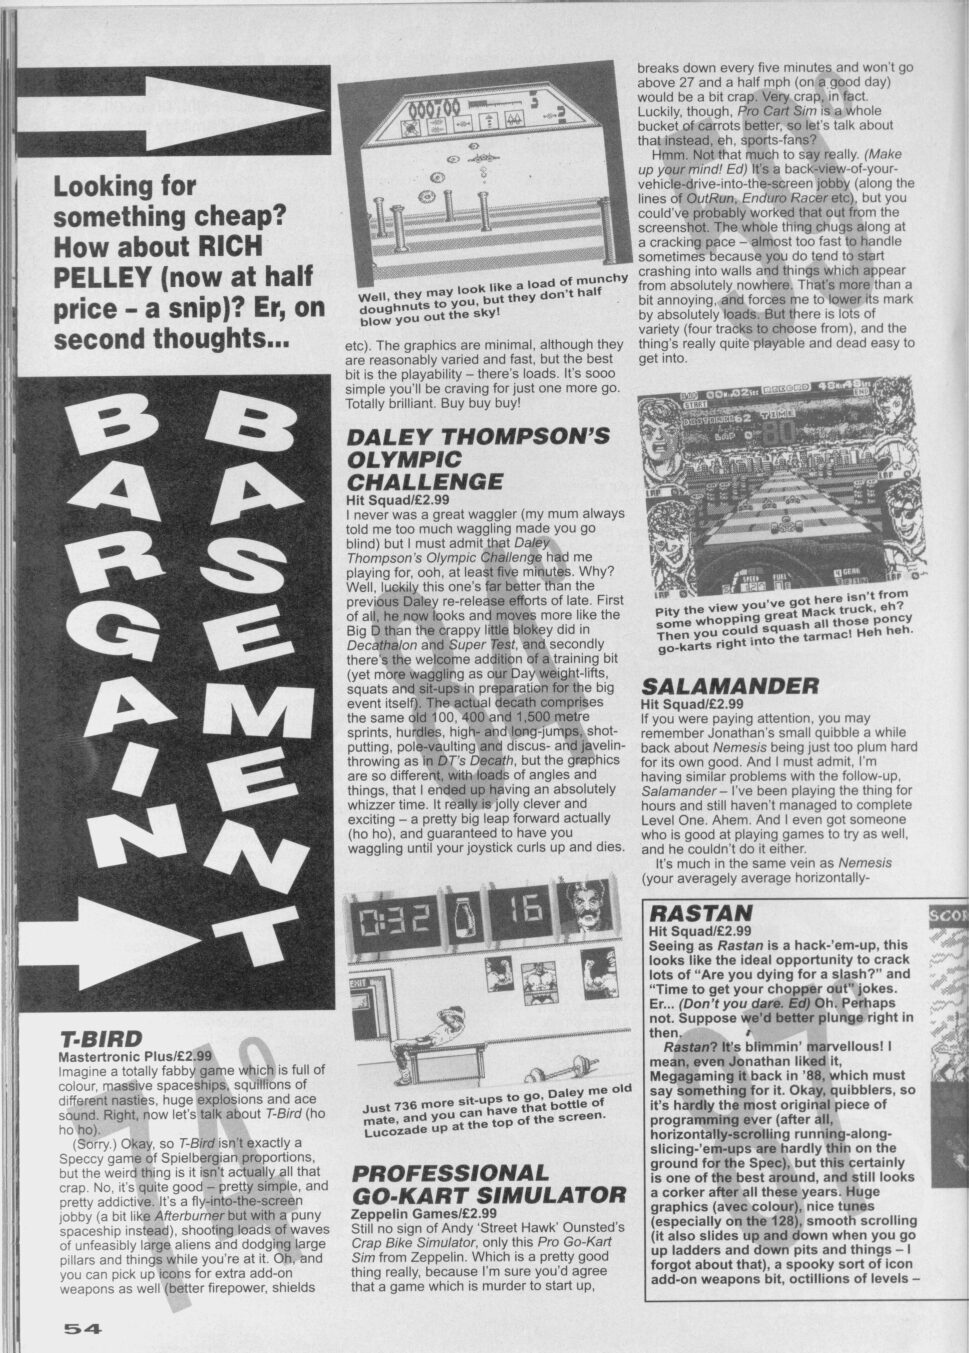 Looking for
something cheap?
How about RICH
PELLEY (now at half
price – a snip)? Er, on
second thoughts...
BARGAIN
BASEMENT
T-BIRD
Mastertronic Plus/£2.99
Imagine a totally fabby game which is full of
colour, massive spaceships, squillions of
different nasties, huge explosions and ace
sound. Right, now let's talk about T-Bird (ho
ho ho).
(Sorry.) Okay, so T-Bird isn't exactly a
Speccy game of Spielbergian proportions,
but the weird thing is it isn't actually all that
crap. No, it's quite good – pretty simple, and
pretty addictive. It's a fly-into-the-screen
jobby (a bit like Afterburner but with a puny
spaceship instead), shooting loads of waves
of unfeasibly large aliens and dodging large
pillars and things while you're at it. Oh, and
you can pick up icons for extra add-on
weapons as well (better firepower, shields
74°
54
000700
Well, they may look like a load of munchy
doughnuts to you, but they don't half
blow you out the sky!
etc). The graphics are minimal, although they
are reasonably varied and fast, but the best
bit is the playability – there's loads. It's sooo
simple you'll be craving for just one more go.
Totally brilliant. Buy buy buy!
DALEY THOMPSON'S
OLYMPIC
CHALLENGE
Hit Squad/£2.99
I never was a great waggler (my mum always
told me too much waggling made you go
blind) but I must admit that Daley
Thompson's Olympic Challenge had me
playing for, ooh, at least five minutes. Why?
Well, luckily this one's far better than the
previous Daley re-release efforts of late. First
of all, he now looks and moves more like the
Big D than the crappy little blokey did in
Decathalon and Super Test, and secondly
there's the welcome addition of a training bit
(yet more waggling as our Day weight-lifts,
squats and sit-ups in preparation for the big
event itself). The actual decath comprises
the same old 100, 400 and 1,500 metre
sprints, hurdles, high- and long-jumps, shot-
putting, pole-vaulting and discus- and javelin-
throwing as in DT's Decath, but the graphics
are so different, with loads of angles and
things, that I ended up having an absolutely
whizzer time. It really is jolly clever and
exciting – a pretty big leap forward actually
(ho ho), and guaranteed to have you
waggling until your joystick curls up and dies.
84°
0:32 16
EXIT
Just 736 more sit-ups to go, Daley me old
mate, and you can have that bottle of
Lucozade up at the top of the screen.
PROFESSIONAL
GO-KART SIMULATOR
Zeppelin Games/£2.99
Still no sign of Andy 'Street Hawk' Ounsted's
Crap Bike Simulator, only this Pro Go-Kart
Sim from Zeppelin. Which is a pretty good
thing really, because I'm sure you'd agree
that a game which is murder to start up,
breaks down every five minutes and won't go
above 27 and a half mph (on a good day)
would be a bit crap. Very crap, in fact.
Luckily, though, Pro Cart Sim is a whole
bucket of carrots better, so let's talk about
that instead, eh, sports-fans?
Hmm. Not that much to say really. (Make
up your mind! Ed) It's a back-view-of-your-
vehicle-drive-into-the-screen jobby (along the
lines of OutRun, Enduro Racer etc), but you
could've probably worked that out from the
screenshot. The whole thing chugs along at
a cracking pace – almost too fast to handle
sometimes because you do tend to start
crashing into walls and things which appear
from absolutely nowhere. That's more than a
bit annoying, and forces me to lower its mark
by absolutely loads. But there is lots of
variety (four tracks to choose from), and the
thing's really quite playable and dead easy to
get into.
RECORD
START
END
TIME
LAP 0
80
LAP
LAP
GEAR
SPEED FUEL
LAP 0
LAP 0
Pity the view you've got here isn't from
some whopping great Mack truck, eh?
Then you could squash all those poncy
go-karts right into the tarmac! Heh heh.
SALAMANDER
Hit Squad/£2.99
If you were paying attention, you may
remember Jonathan's small quibble a while
back about Nemesis being just too plum hard
for its own good. And I must admit, I'm
having similar problems with the follow-up,
Salamander – I've been playing the thing for
hours and still haven't managed to complete
Level One. Ahem. And I even got someone
who is good at playing games to try as well,
and he couldn't do it either.
It's much in the same vein as Nemesis
(your averagely average horizontally-
RASTAN
Hit Squad/£2.99
Seeing as Rastan is a hack-'em-up, this
looks like the ideal opportunity to crack
lots of "Are you dying for a slash?" and
"Time to get your chopper out" jokes.
Er... (Don't you dare. Ed) Oh. Perhaps
not. Suppose we'd better plunge right in
then.
Rastan? It's blimmin' marvellous! I
mean, even Jonathan liked it,
Megagaming it back in '88, which must
say something for it. Okay, quibblers, so
it's hardly the most original piece of
programming ever (after all,
horizontally-scrolling running-along-
slicing-'em-ups are hardly thin on the
ground for the Spec), but this certainly
is one of the best around, and still looks
a corker after all these years. Huge
graphics (avec colour), nice tunes
(especially on the 128), smooth scrolling
(it also slides up and down when you go
up ladders and down pits and things – I
forgot about that), a spooky sort of icon
add-on weapons bit, octillions of levels –
SCOR